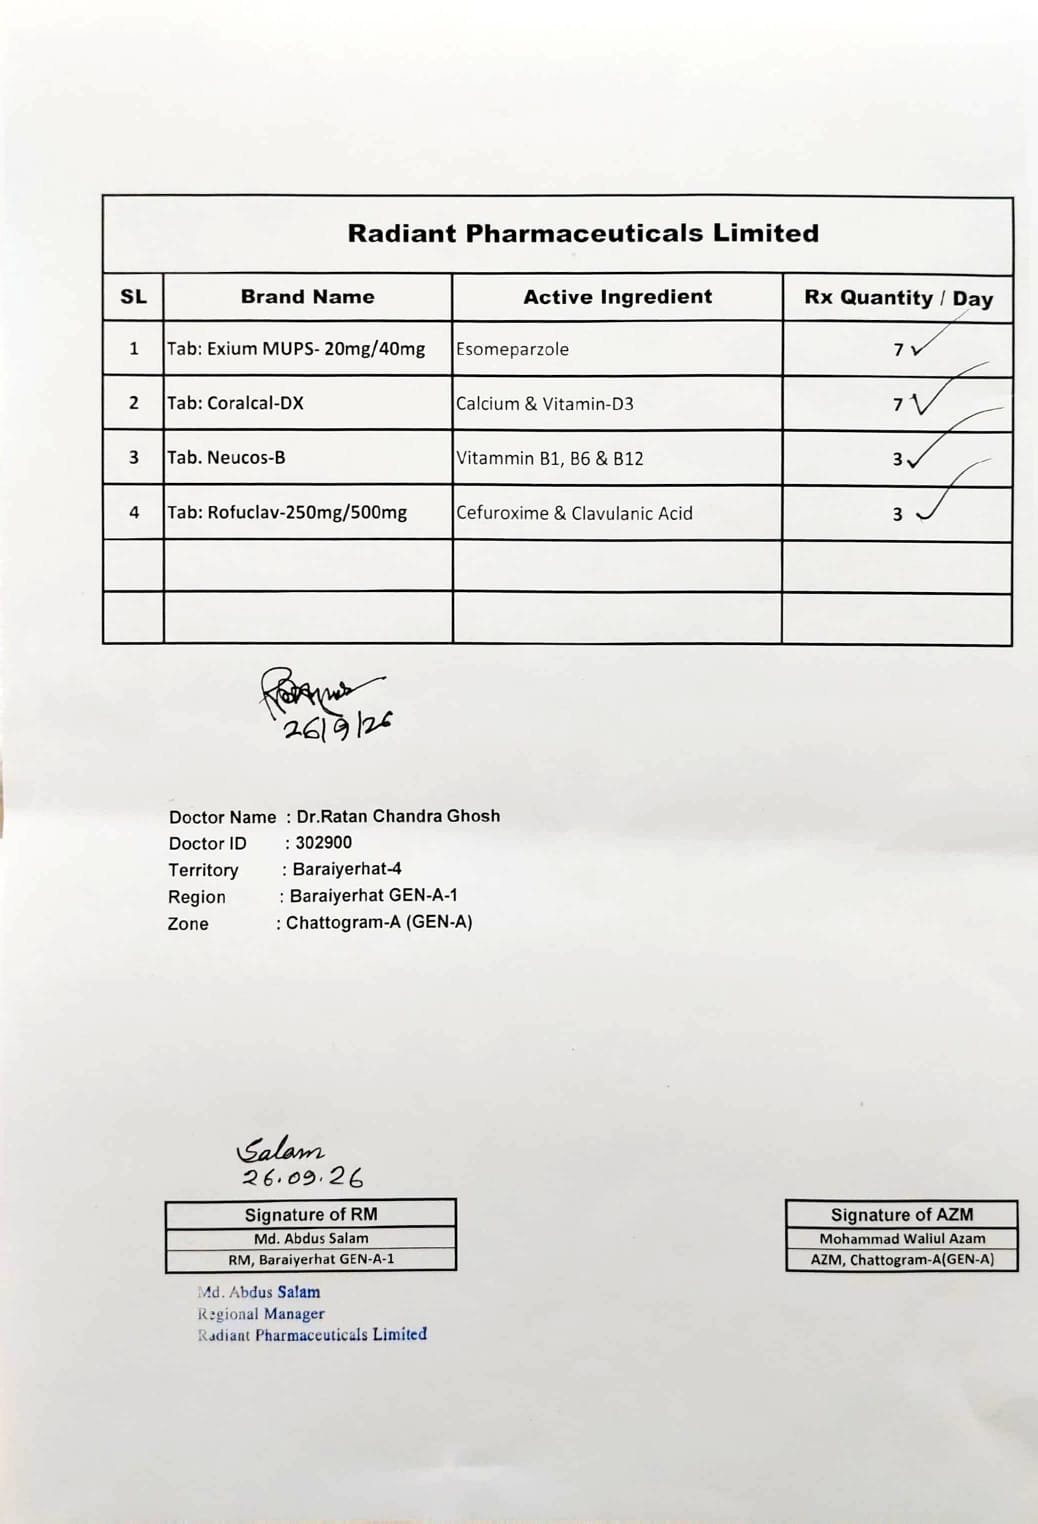 Radiant Pharmaceuticals Limited
SL Brand Name Active Ingredient Rx Quantity / Day
1 Tab: Exium MUPS- 20mg/40mg Esomeparzole 7
2 Tab: Coralcal-DX Calcium & Vitamin-D3 7
3 Tab. Neucos-B Vitammin B1, B6 & B12 3
4 Tab: Rofuclav-250mg/500mg Cefuroxime & Clavulanic Acid 3
26/9/26
Doctor Name : Dr.Ratan Chandra Ghosh
Doctor ID : 302900
Territory : Baraiyerhat-4
Region : Baraiyerhat GEN-A-1
Zone : Chattogram-A (GEN-A)
Salam
26.09.26
Signature of RM
Md. Abdus Salam
RM, Baraiyerhat GEN-A-1
Signature of AZM
Mohammad Waliul Azam
AZM, Chattogram-A(GEN-A)
Md. Abdus Salam
Regional Manager
Radiant Pharmaceuticals Limited